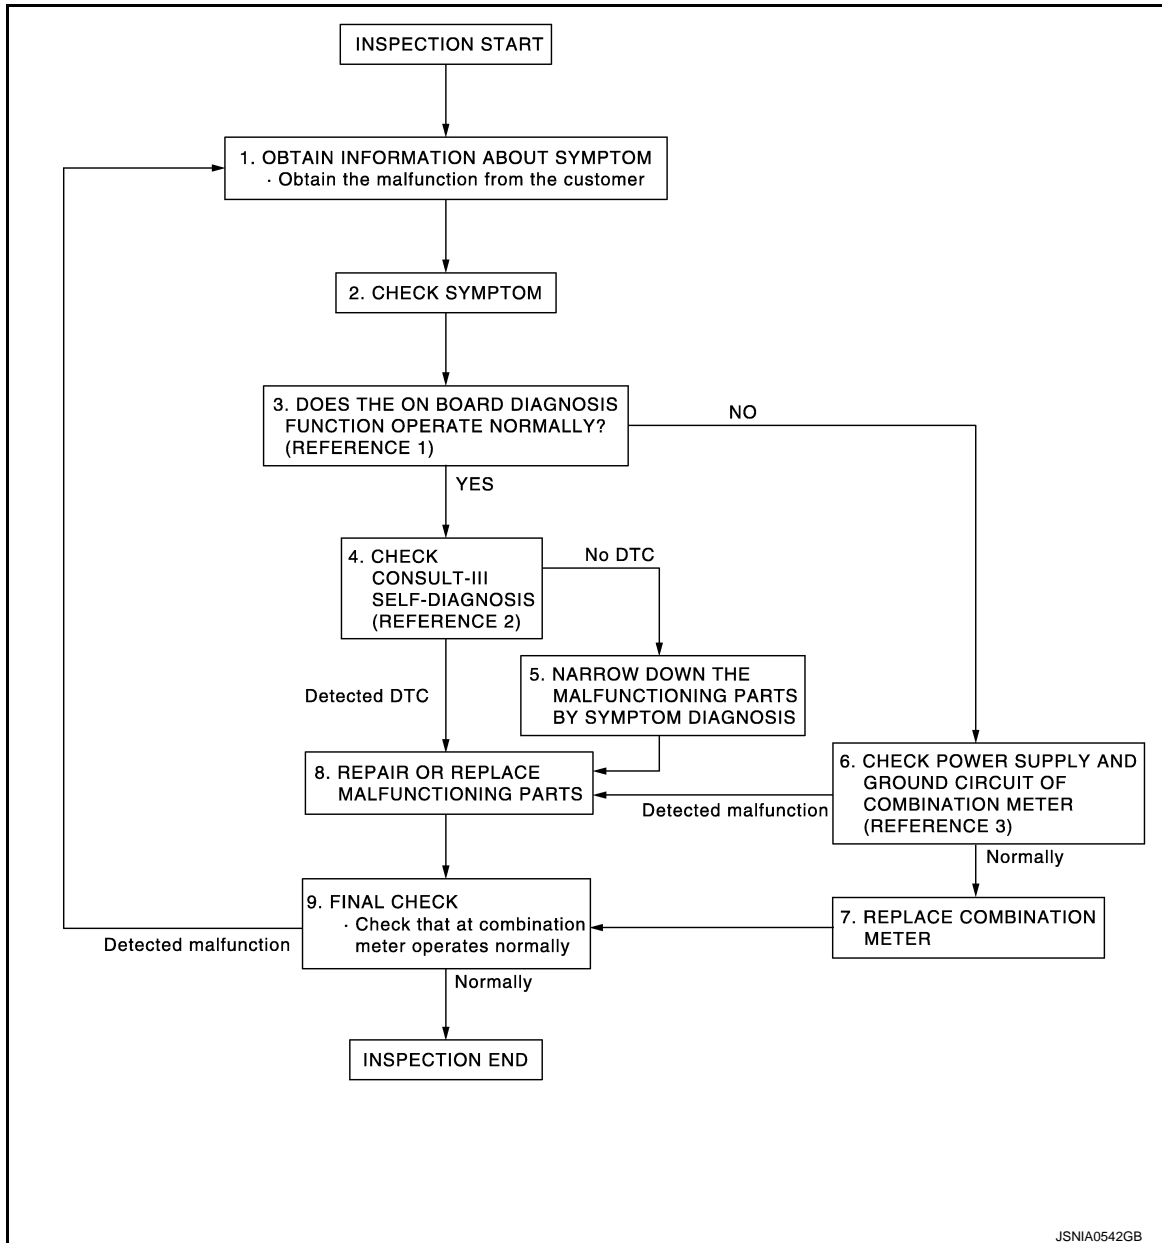 INSPECTION START
1. OBTAIN INFORMATION ABOUT SYMPTOM
· Obtain the malfunction from the customer
2. CHECK SYMPTOM
3. DOES THE ON BOARD DIAGNOSIS
FUNCTION OPERATE NORMALLY?
(REFERENCE 1)
NO
YES
4. CHECK
CONSULT-III
SELF-DIAGNOSIS
(REFERENCE 2)
No DTC
Detected DTC
5. NARROW DOWN THE
MALFUNCTIONING PARTS
BY SYMPTOM DIAGNOSIS
6. CHECK POWER SUPPLY AND
GROUND CIRCUIT OF
COMBINATION METER
(REFERENCE 3)
Detected malfunction
Normally
8. REPAIR OR REPLACE
MALFUNCTIONING PARTS
7. REPLACE COMBINATION
METER
9. FINAL CHECK
· Check that at combination
meter operates normally
Detected malfunction
Normally
INSPECTION END
JSNIA0542GB